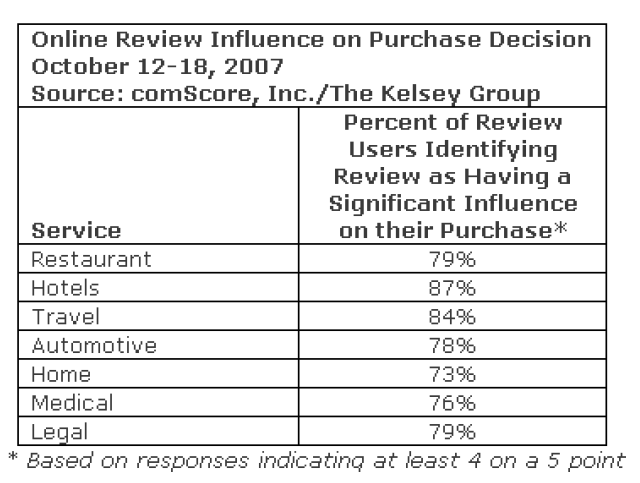 Online Review Influence on Purchase Decision
October 12-18, 2007
Source: comScore, Inc./The Kelsey Group
Service
Percent of Review
Users Identifying
Review as Having a
Significant Influence
on their Purchase*
Restaurant 79%
Hotels 87%
Travel 84%
Automotive 78%
Home 73%
Medical 76%
Legal 79%
* Based on responses indicating at least 4 on a 5 point